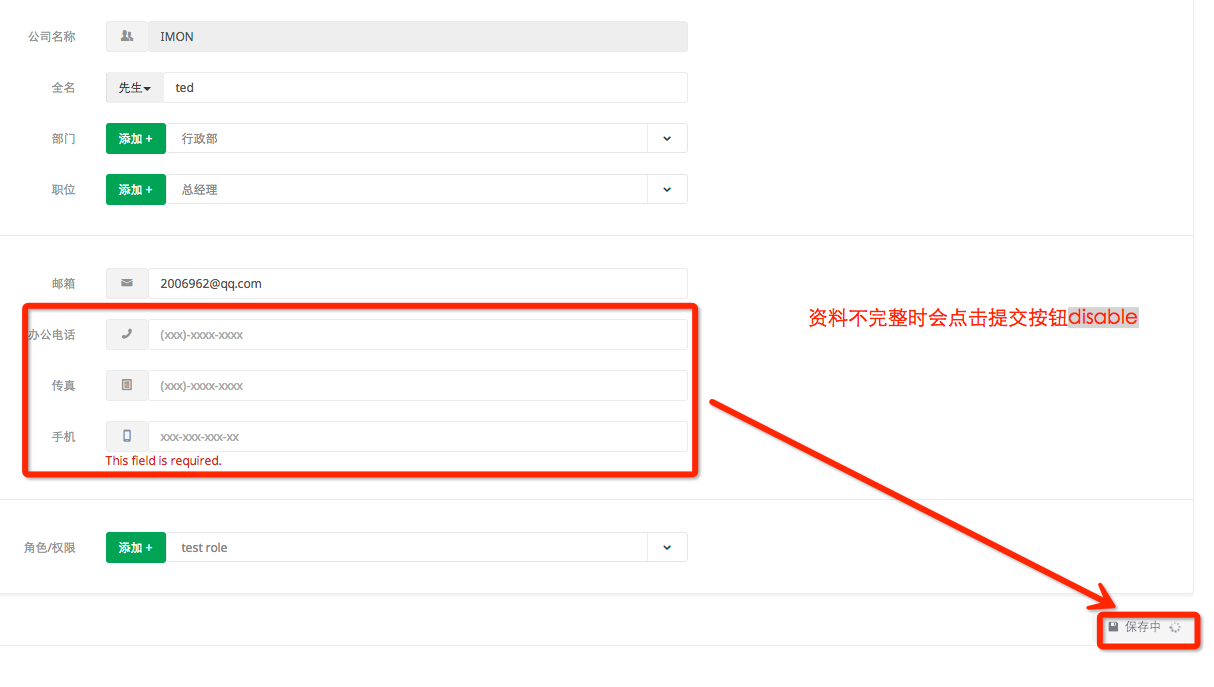 公司名称 IMON
全名 先生 ted
部门 添加 + 行政部
职位 添加 + 总经理
邮箱 2006962@qq.com
资料不完整时会点击提交按钮disable
办公电话 (xxx)-xxxx-xxxx
传真 (xxx)-xxxx-xxxx
手机 xxx-xxx-xxx-xx
This field is required.
角色/权限 添加 + test role
保存中